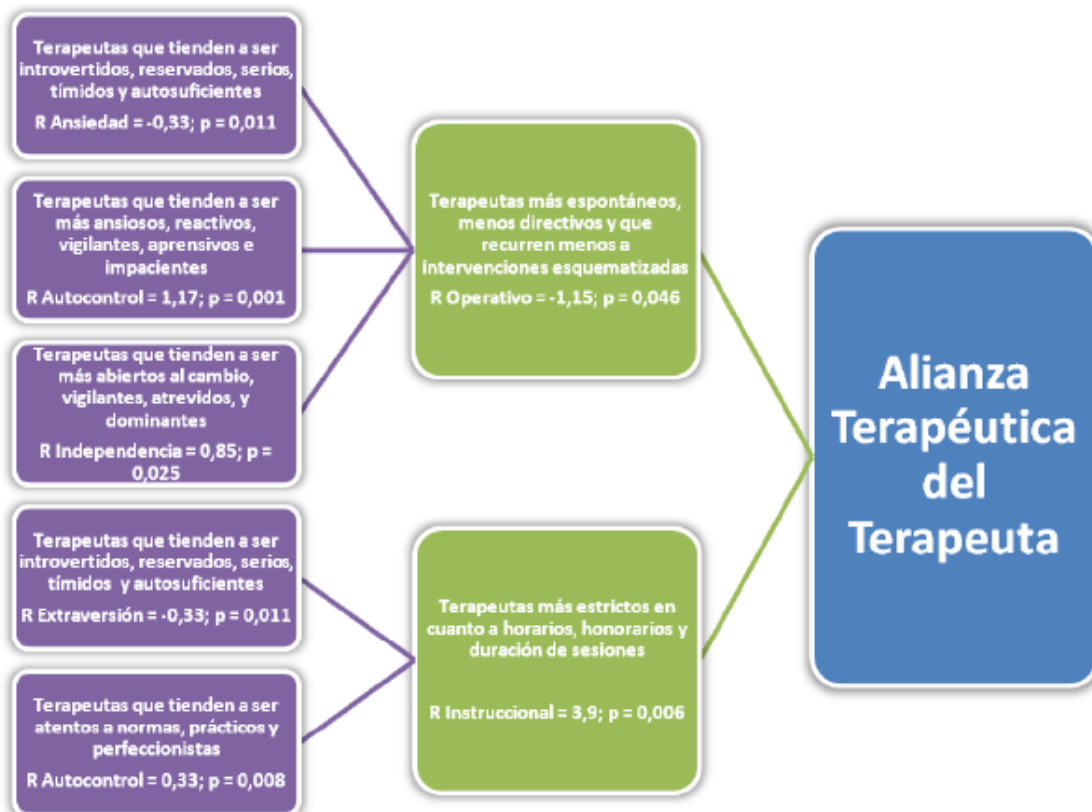 Terapeutas que tienden a ser
introvertidos, reservados, serios,
tímidos y autosuficientes
R Ansiedad = -0,33; p = 0,011
Terapeutas que tienden a ser
más ansiosos, reactivos,
vigilantes, aprensivos e
impacientes
R Autocontrol = 1,17; p = 0,001
Terapeutas que tienden a ser
más abiertos al cambio,
vigilantes, atrevidos, y
dominantes
R Independencia = 0,85; p =
0,025
Terapeutas que tienden a ser
introvertidos, reservados, serios,
tímidos y autosuficientes
R Extraversión = -0,33; p = 0,011
Terapeutas que tienden a ser
atentos a normas, prácticos y
perfeccionistas
R Autocontrol = 0,33; p = 0,008
Terapeutas más espontáneos,
menos directivos y que
recurren menos a
intervenciones esquematizadas
R Operativo = -1,15; p = 0,046
Terapeutas más estrictos en
cuanto a horarios, honorarios y
duración de sesiones
R Instruccional = 3,9; p = 0,006
Alianza
Terapéutica
del
Terapeuta